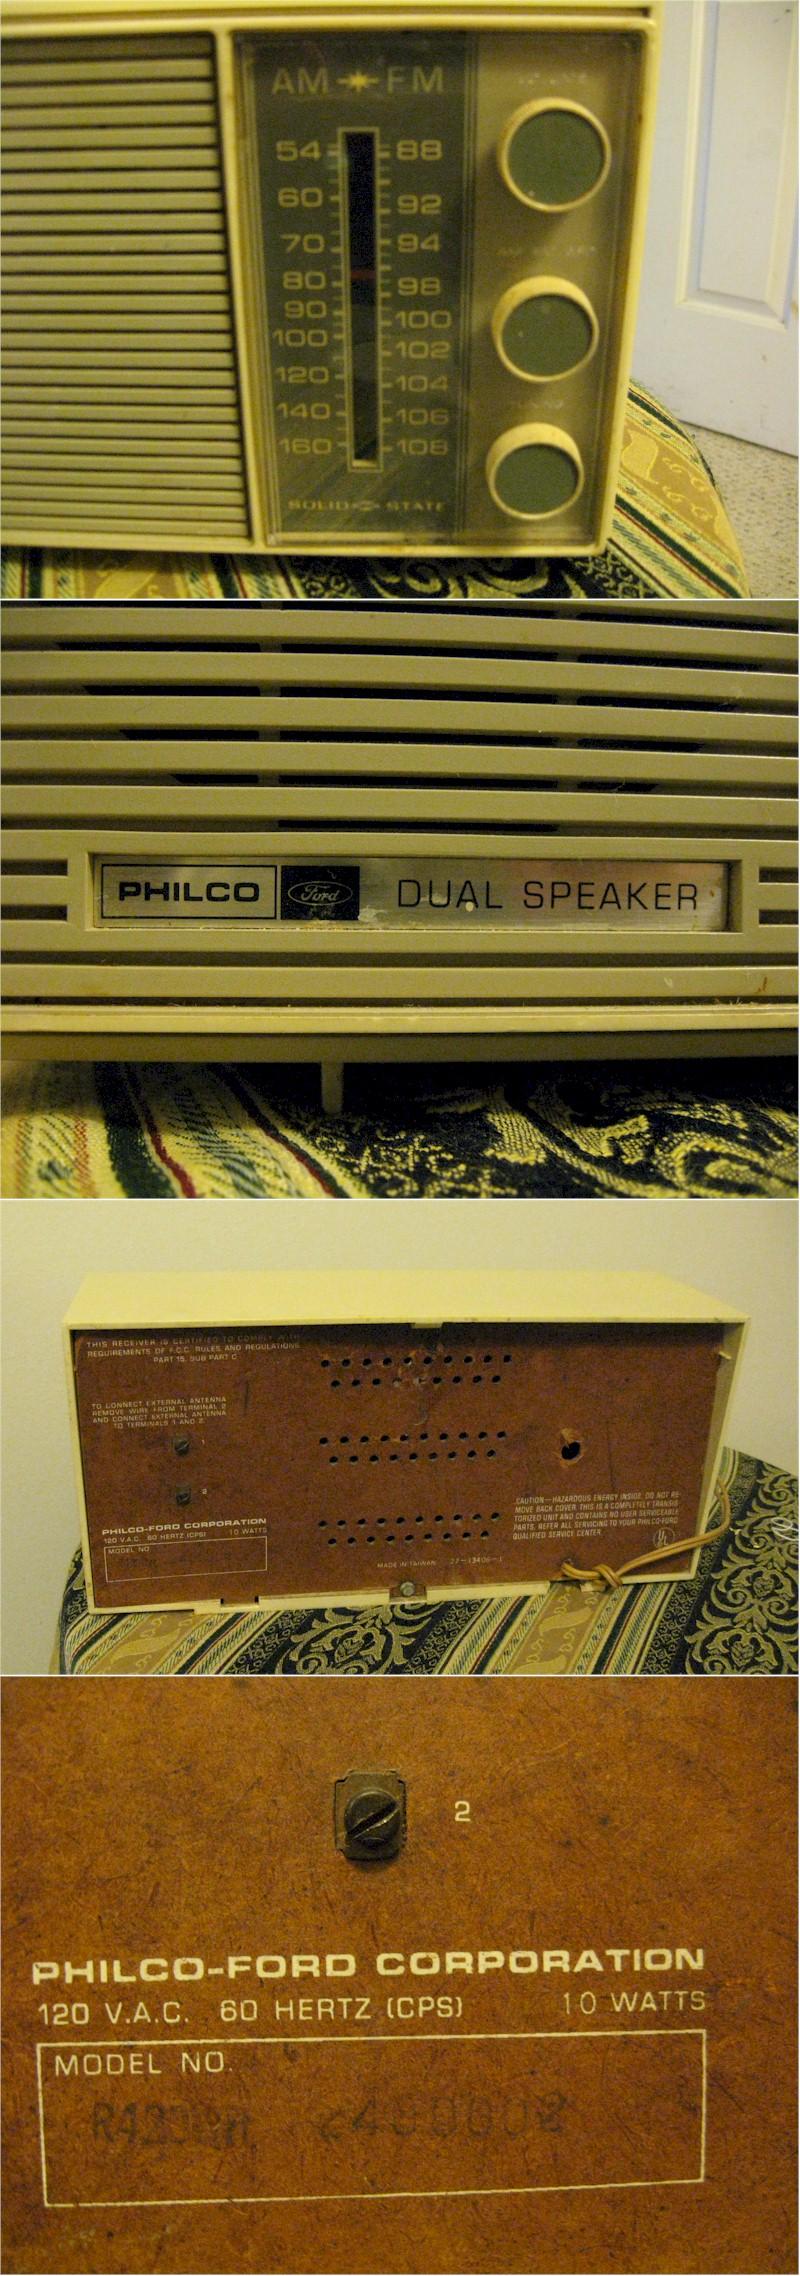 AM FM
54 88
60 92
70 94
80 98
90 100
100 102
120 104
140 106
160 108
SOLID STATE
PHILCO Ford DUAL SPEAKER
THIS RECEIVER IS CERTIFIED TO COMPLY WITH
REQUIREMENTS OF F.C.C. RULES AND REGULATIONS
PART 15, SUB PART C
TO CONNECT EXTERNAL ANTENNA
REMOVE WIRE FROM TERMINAL 2
AND CONNECT EXTERNAL ANTENNA
TO TERMINALS 1 AND 2.
1
2
PHILCO-FORD CORPORATION
120 V.A.C. 60 HERTZ (CPS) 10 WATTS
MODEL NO.
CAUTION—HAZARDOUS ENERGY INSIDE. DO NOT RE-
MOVE BACK COVER. THIS IS A COMPLETELY TRANSIS-
TORIZED UNIT AND CONTAINS NO USER SERVICEABLE
PARTS. REFER ALL SERVICING TO YOUR PHILCO-FORD
QUALIFIED SERVICE CENTER.
UL
MADE IN TAIWAN 27-13406-1
2
PHILCO-FORD CORPORATION
120 V.A.C. 60 HERTZ (CPS) 10 WATTS
MODEL NO.